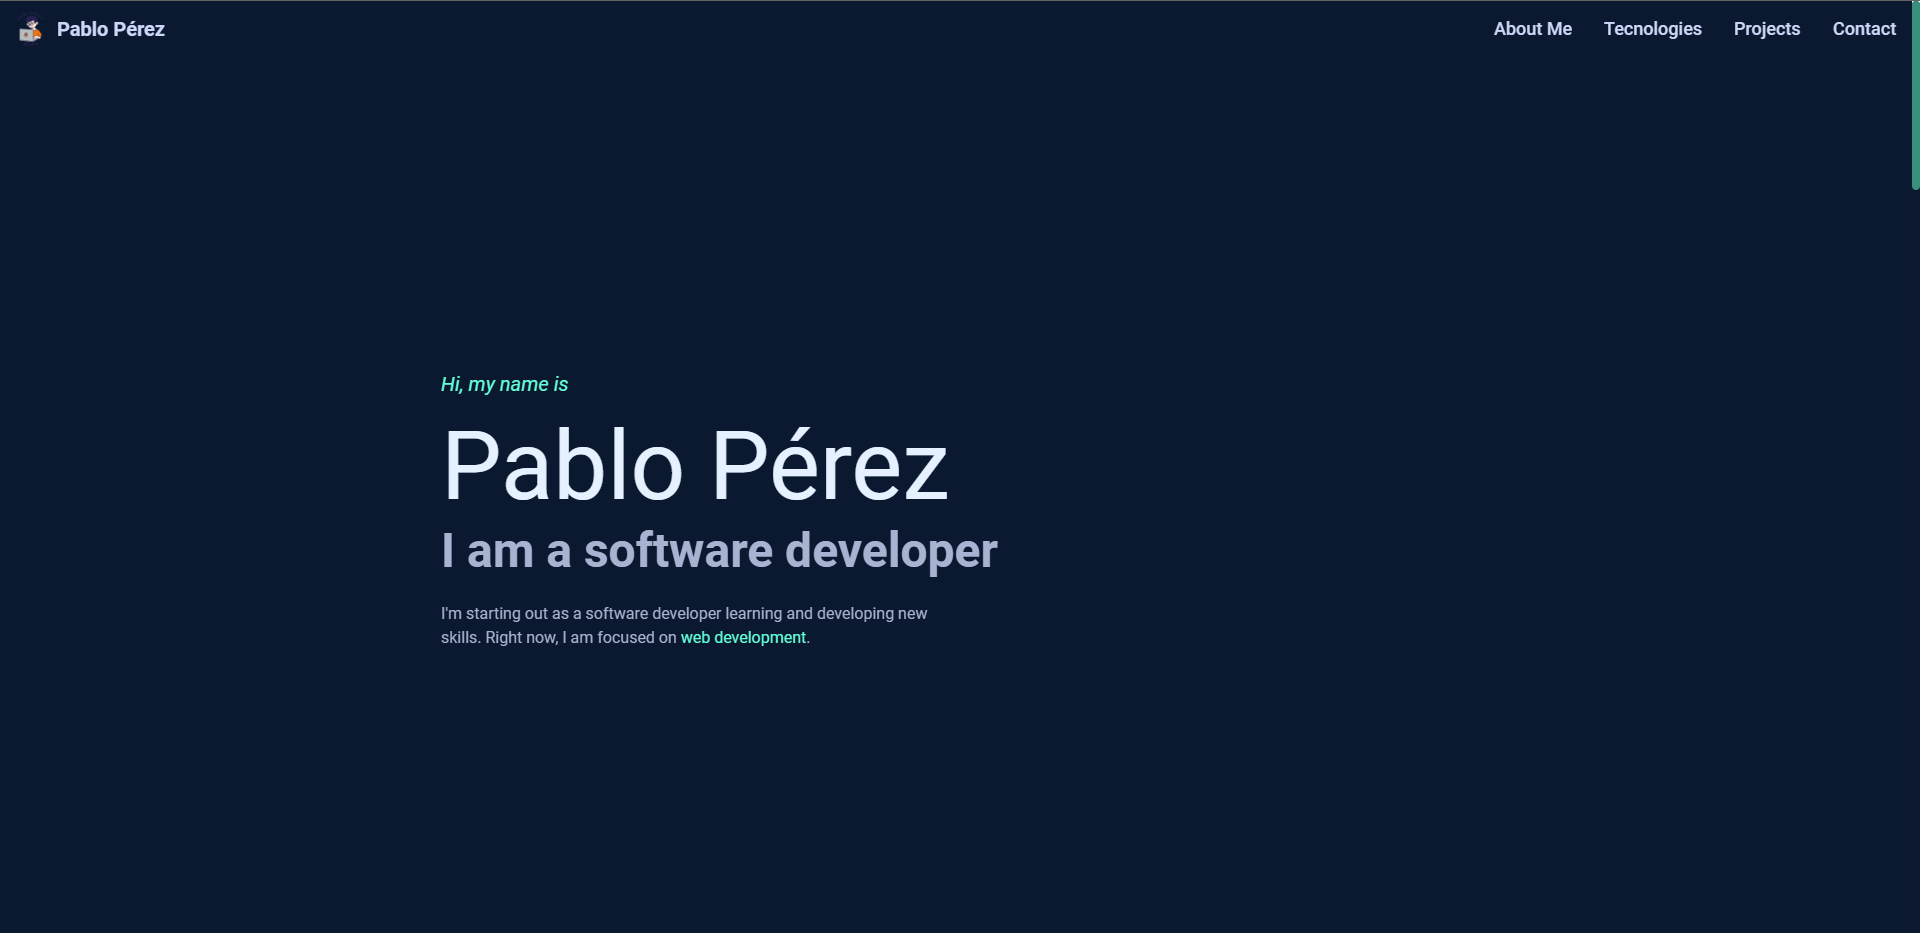 Pablo Pérez
About Me
Tecnologies
Projects
Contact
Hi, my name is
Pablo Pérez
I am a software developer
I'm starting out as a software developer learning and developing new
skills. Right now, I am focused on web development.